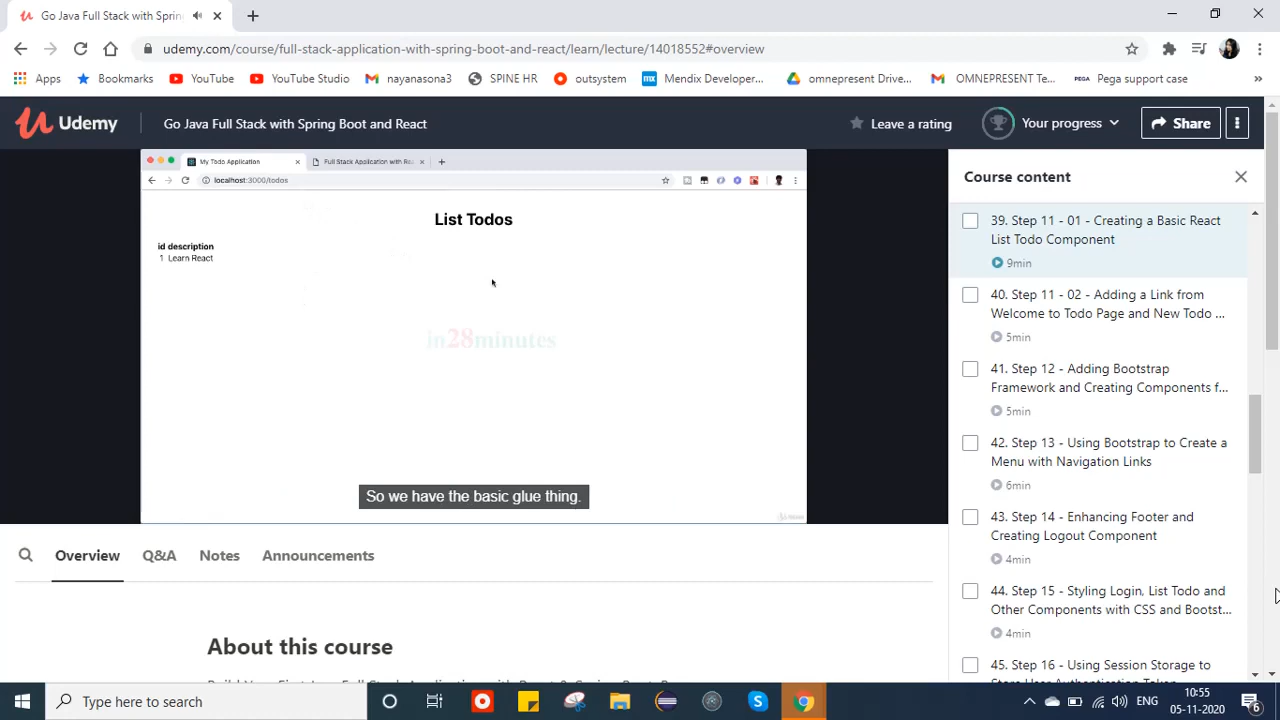 Go Java Full Stack with Sprin
udemy.com/course/full-stack-application-with-spring-boot-and-react/learn/lecture/14018552#overview
Apps Bookmarks YouTube YouTube Studio nayanasona3 SPINE HR outsystem Mendix Developer... omnepresent Drive... OMNEPRESENT Te... Pega support case »
Udemy Go Java Full Stack with Spring Boot and React Leave a rating Your progress Share
My Todo Application Full Stack Application with Rea
localhost:3000/todos
List Todos
id description
1 Learn React
in28minutes
So we have the basic glue thing.
Course content
39. Step 11 - 01 - Creating a Basic React
List Todo Component
9min
40. Step 11 - 02 - Adding a Link from
Welcome to Todo Page and New Todo ...
5min
41. Step 12 - Adding Bootstrap
Framework and Creating Components f...
5min
42. Step 13 - Using Bootstrap to Create a
Menu with Navigation Links
6min
43. Step 14 - Enhancing Footer and
Creating Logout Component
4min
44. Step 15 - Styling Login, List Todo and
Other Components with CSS and Bootst...
4min
45. Step 16 - Using Session Storage to
Overview Q&A Notes Announcements
About this course
Type here to search
ENG
10:55
05-11-2020
6